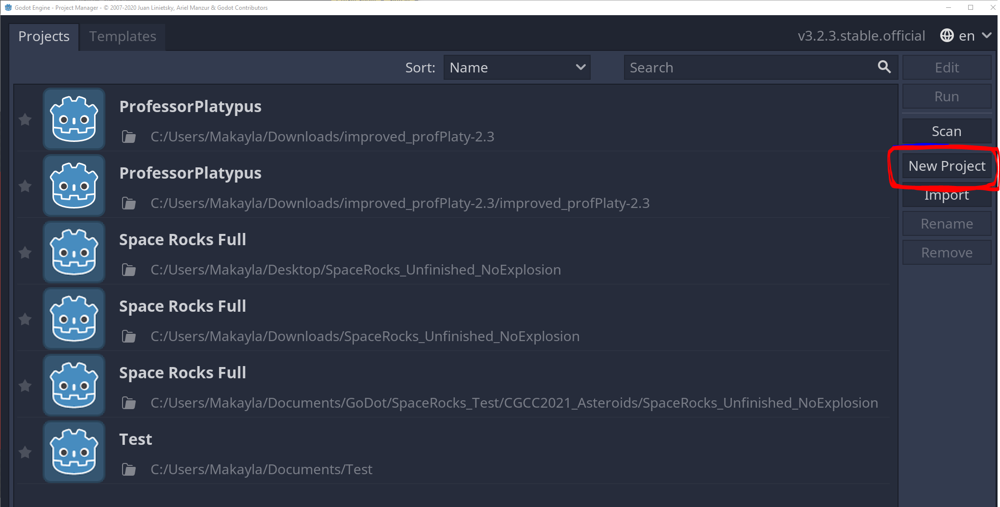 Godot Engine - Project Manager - © 2007-2020 Juan Linietsky, Ariel Manzur & Godot Contributors
Projects
Templates
v3.2.3.stable.official
en
Sort:
Name
Search
Edit
Run
Scan
New Project
Import
Rename
Remove
ProfessorPlatypus
C:/Users/Makayla/Downloads/improved_profPlaty-2.3
ProfessorPlatypus
C:/Users/Makayla/Downloads/improved_profPlaty-2.3/improved_profPlaty-2.3
Space Rocks Full
C:/Users/Makayla/Desktop/SpaceRocks_Unfinished_NoExplosion
Space Rocks Full
C:/Users/Makayla/Downloads/SpaceRocks_Unfinished_NoExplosion
Space Rocks Full
C:/Users/Makayla/Documents/GoDot/SpaceRocks_Test/CGCC2021_Asteroids/SpaceRocks_Unfinished_NoExplosion
Test
C:/Users/Makayla/Documents/Test